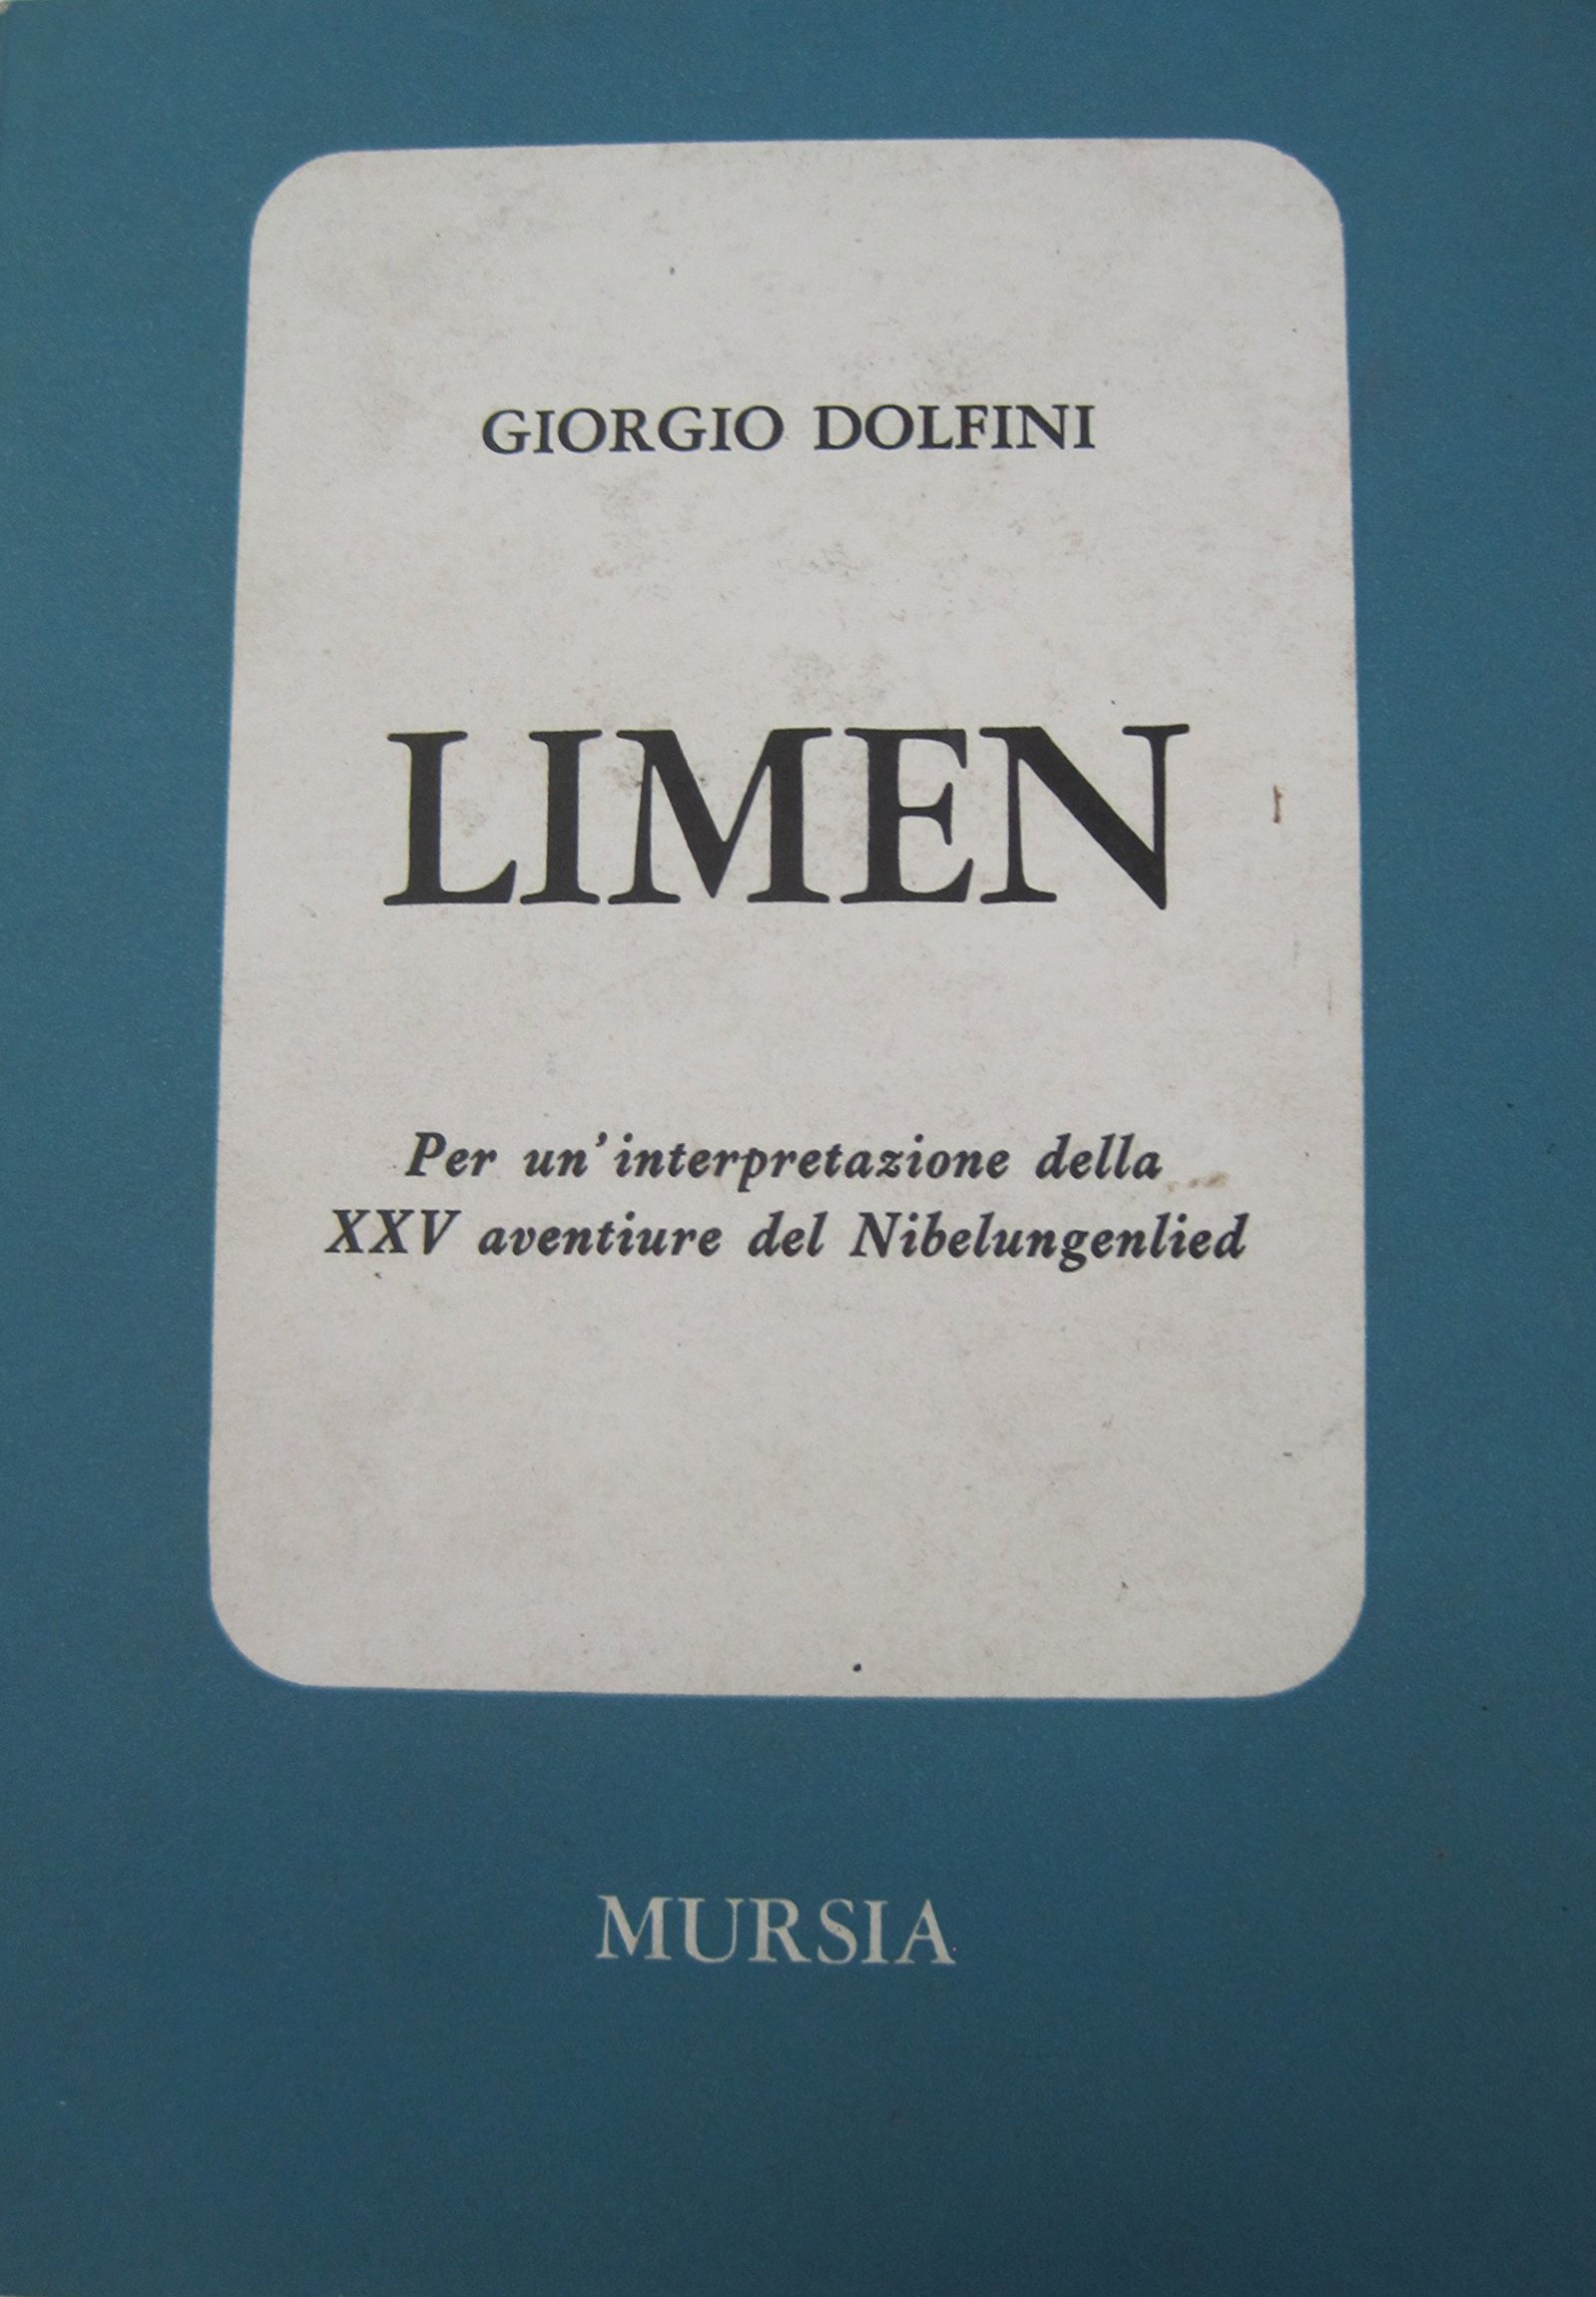 GIORGIO DOLFINI
LIMEN
Per un'interpretazione della
XXV aventiure del Nibelungenlied
MURSIA